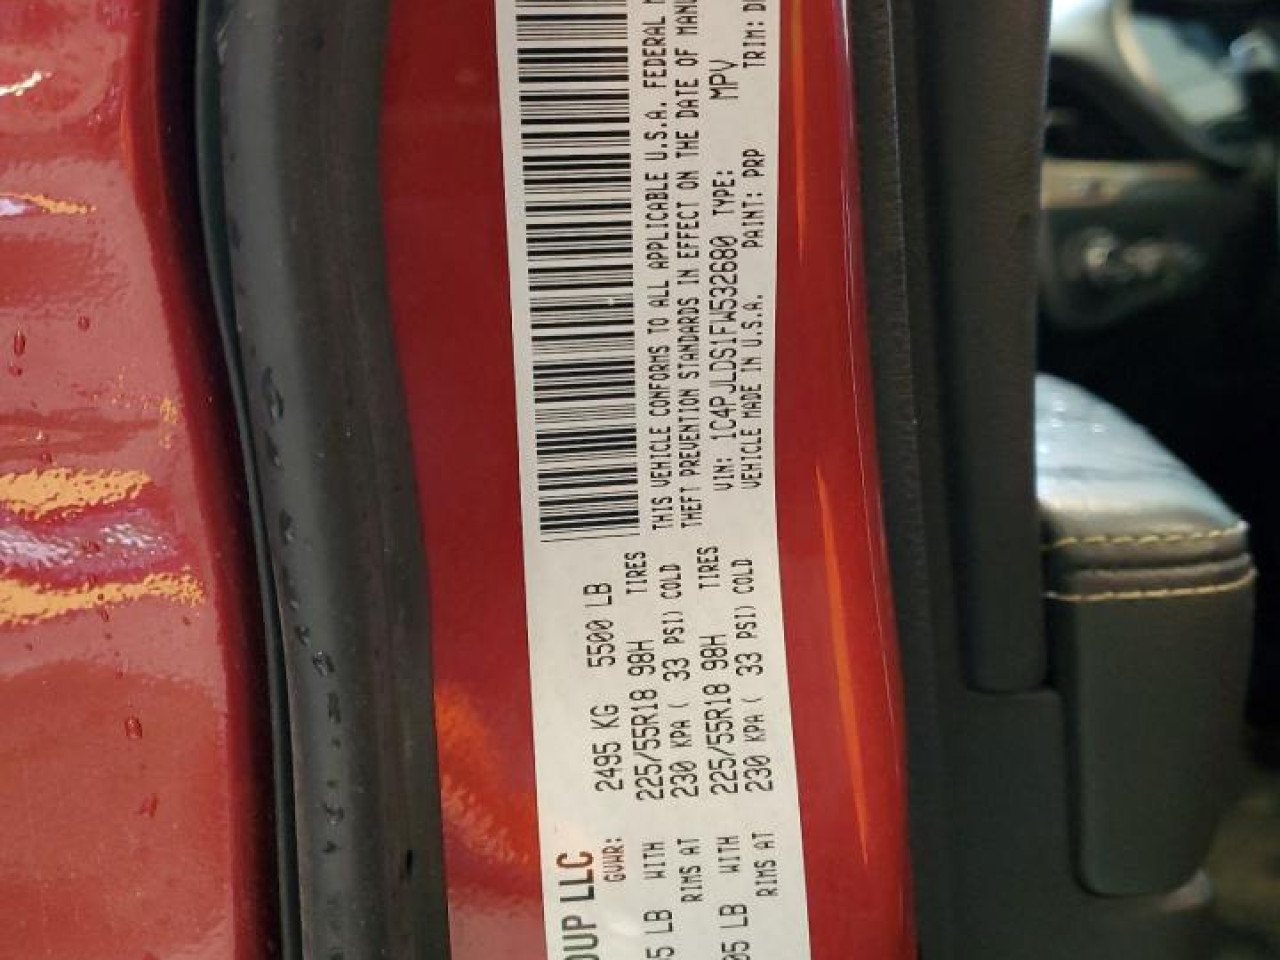 OUP LLC
GVWR: 2495 KG 5500 LB
5 LB WITH 225/55R18 98H TIRES
RIMS AT 230 KPA ( 33 PSI) COLD
05 LB WITH 225/55R18 98H TIRES
RIMS AT 230 KPA ( 33 PSI) COLD
THIS VEHICLE CONFORMS TO ALL APPLICABLE U.S.A. FEDERAL M
THEFT PREVENTION STANDARDS IN EFFECT ON THE DATE OF MANU
VIN: 1C4PJLDS1FW532680 TYPE: MPV
VEHICLE MADE IN U.S.A. PAINT: PRP TRIM: D